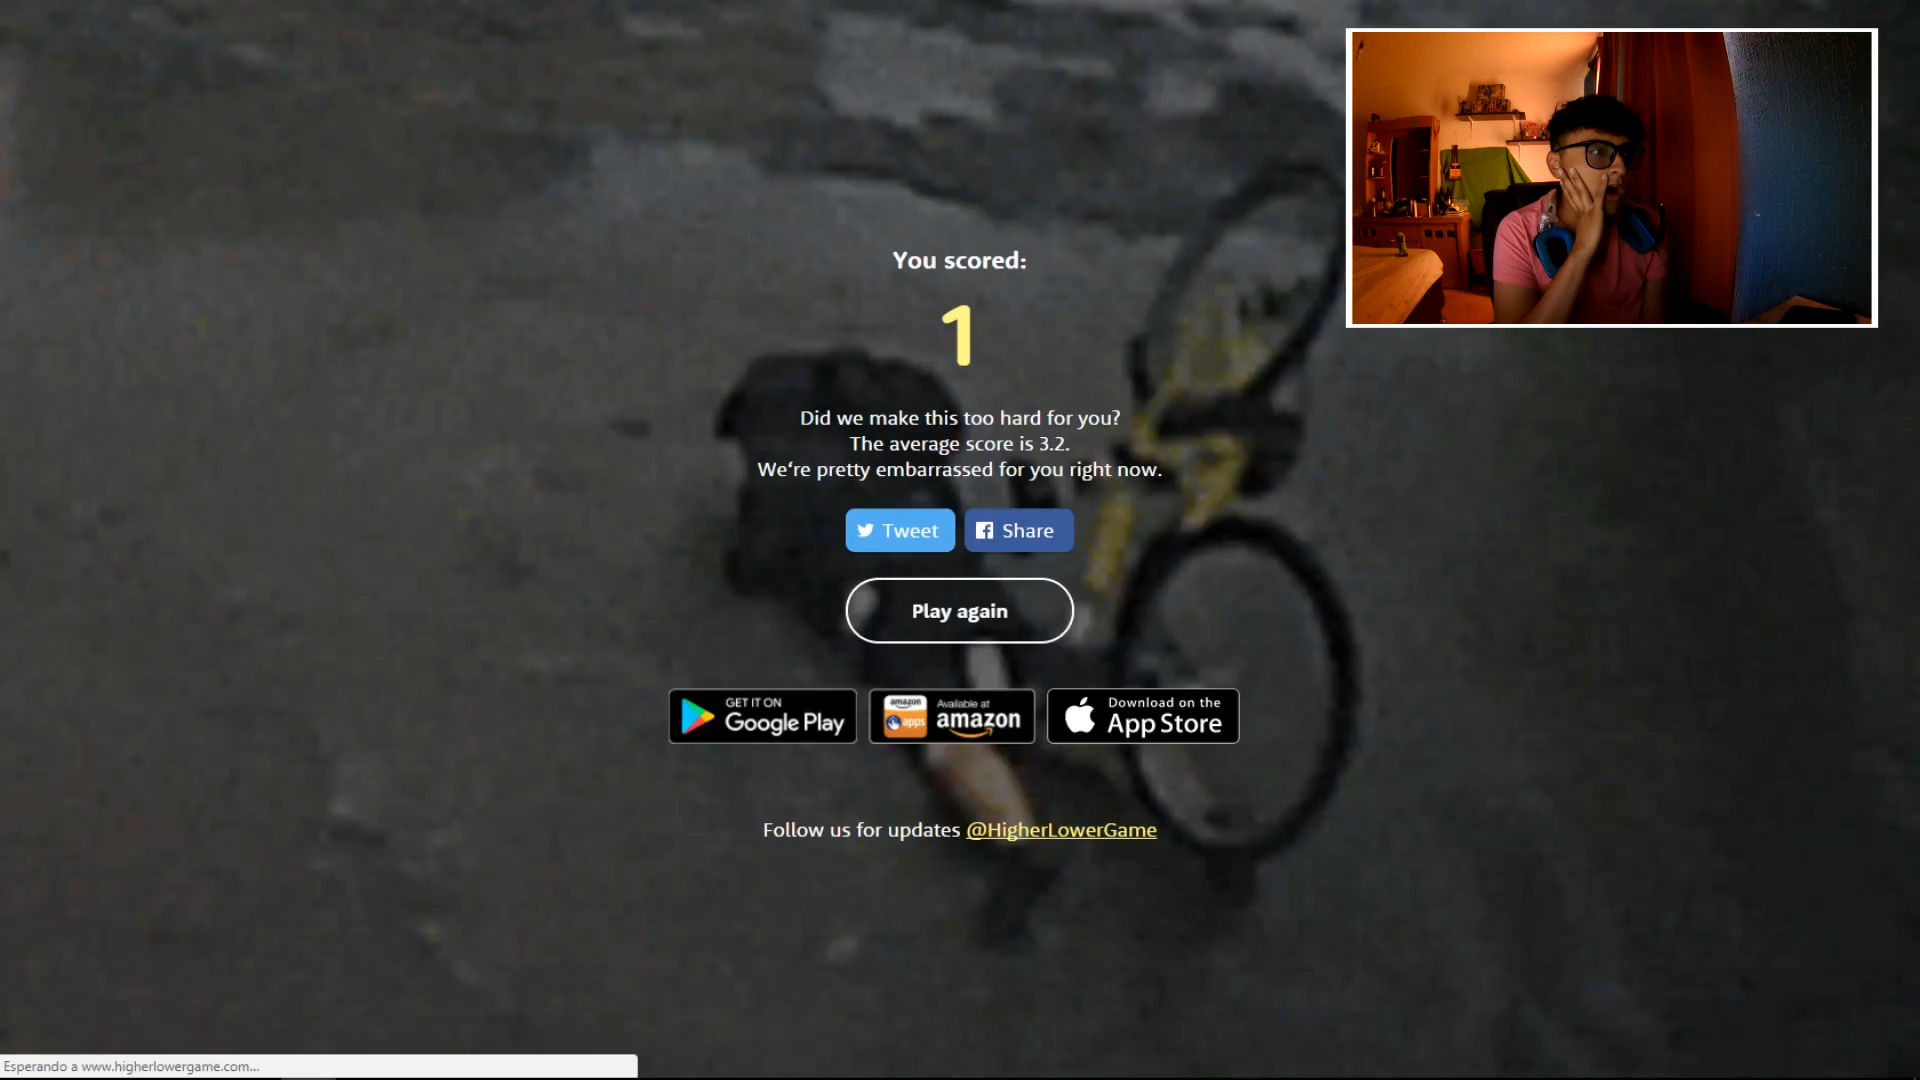 You scored:
1
Did we make this too hard for you?
The average score is 3.2.
We‘re pretty embarrassed for you right now.
Tweet
Share
Play again
GET IT ON
Google Play
amazon
apps
Available at
amazon
Download on the
App Store
Follow us for updates @HigherLowerGame
Esperando a www.higherlowergame.com...